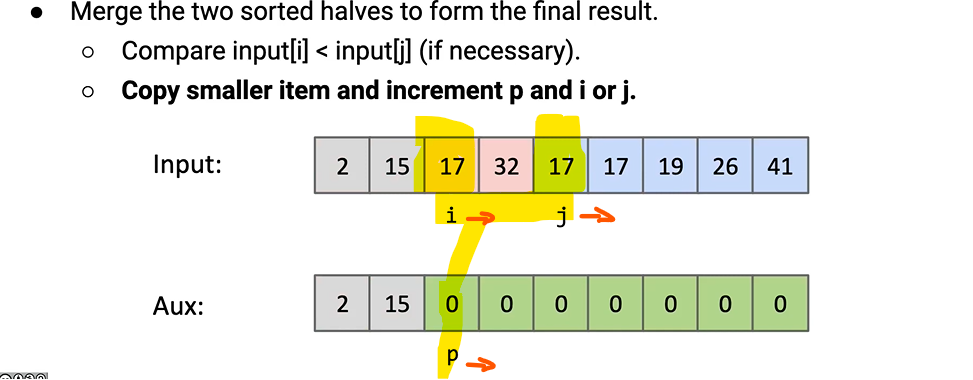 ● Merge the two sorted halves to form the final result.
○ Compare input[i] < input[j] (if necessary).
○ Copy smaller item and increment p and i or j.
Input: 2 15 17 32 17 17 19 26 41
i j
Aux: 2 15 0 0 0 0 0 0 0
p